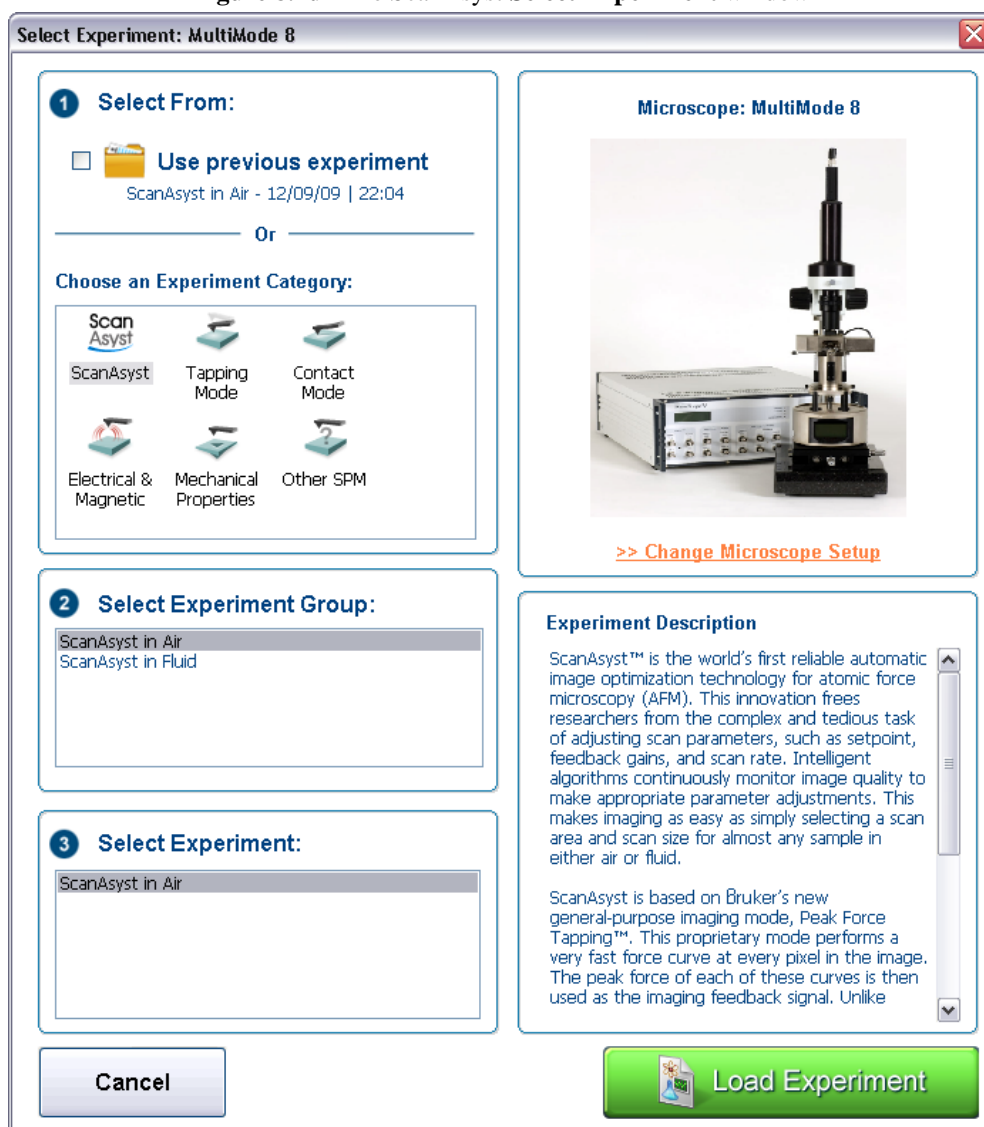 Select Experiment: MultiMode 8
1 Select From:
Use previous experiment
ScanAsyst in Air - 12/09/09 | 22:04
Or
Choose an Experiment Category:
Scan
Asyst
ScanAsyst
Tapping
Mode
Contact
Mode
Electrical &
Magnetic
Mechanical
Properties
?
Other SPM
2 Select Experiment Group:
ScanAsyst in Air
ScanAsyst in Fluid
3 Select Experiment:
ScanAsyst in Air
Cancel
Microscope: MultiMode 8
>> Change Microscope Setup
Experiment Description
ScanAsyst™ is the world's first reliable automatic
image optimization technology for atomic force
microscopy (AFM). This innovation frees
researchers from the complex and tedious task
of adjusting scan parameters, such as setpoint,
feedback gains, and scan rate. Intelligent
algorithms continuously monitor image quality to
make appropriate parameter adjustments. This
makes imaging as easy as simply selecting a scan
area and scan size for almost any sample in
either air or fluid.
ScanAsyst is based on Bruker's new
general-purpose imaging mode, Peak Force
Tapping™. This proprietary mode performs a
very fast force curve at every pixel in the image.
The peak force of each of these curves is then
used as the imaging feedback signal. Unlike
Load Experiment